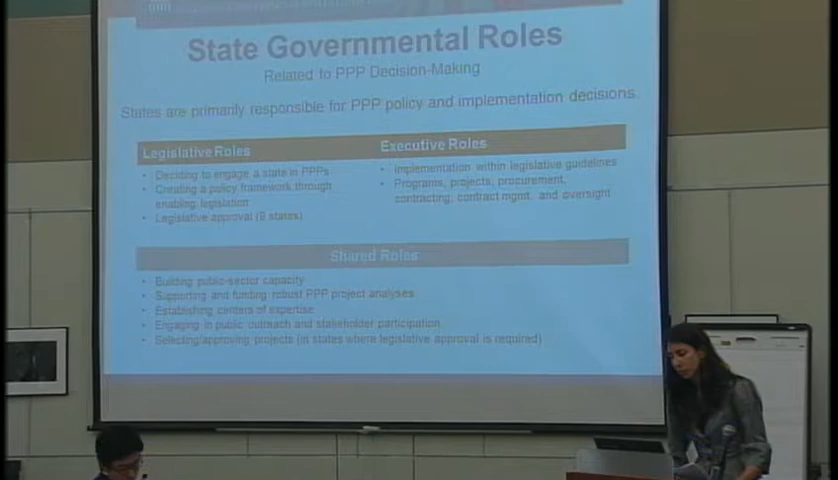 State Governmental Roles
Related to PPP Decision-Making
States are primarily responsible for PPP policy and implementation decisions.
Legislative Roles
• Deciding to engage a state in PPPs
• Creating a policy framework through
enabling legislation
• Legislative approval (8 states)
Executive Roles
• Implementation within legislative guidelines
• Programs, projects, procurement,
contracting, contract mgmt. and oversight
Shared Roles
• Building public-sector capacity
• Supporting and funding robust PPP project analyses
• Establishing centers of expertise
• Engaging in public outreach and stakeholder participation
• Selecting/approving projects (in states where legislative approval is required)